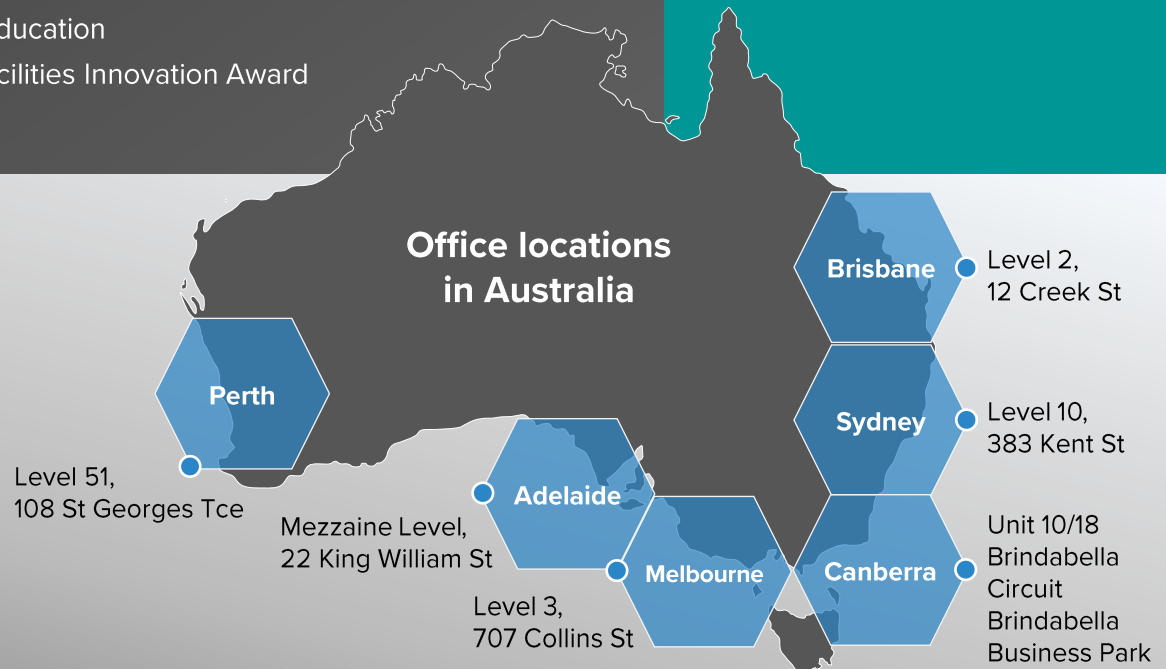 ducation
cilities Innovation Award
Office locations
in Australia
Brisbane
Level 2,
12 Creek St
Perth
Sydney
Level 10,
383 Kent St
Level 51,
108 St Georges Tce
Adelaide
Mezzaine Level,
22 King William St
Melbourne
Level 3,
707 Collins St
Canberra
Unit 10/18
Brindabella
Circuit
Brindabella
Business Park